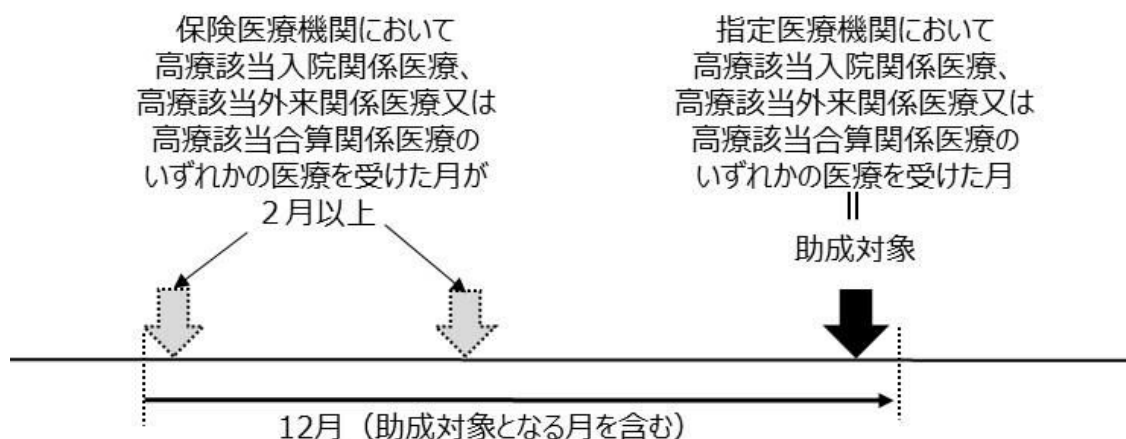 保険医療機関において
高療該当入院関係医療、
高療該当外来関係医療又は
高療該当合算関係医療の
いずれかの医療を受けた月が
２月以上
指定医療機関において
高療該当入院関係医療、
高療該当外来関係医療又は
高療該当合算関係医療の
いずれかの医療を受けた月
＝
助成対象
12月（助成対象となる月を含む）